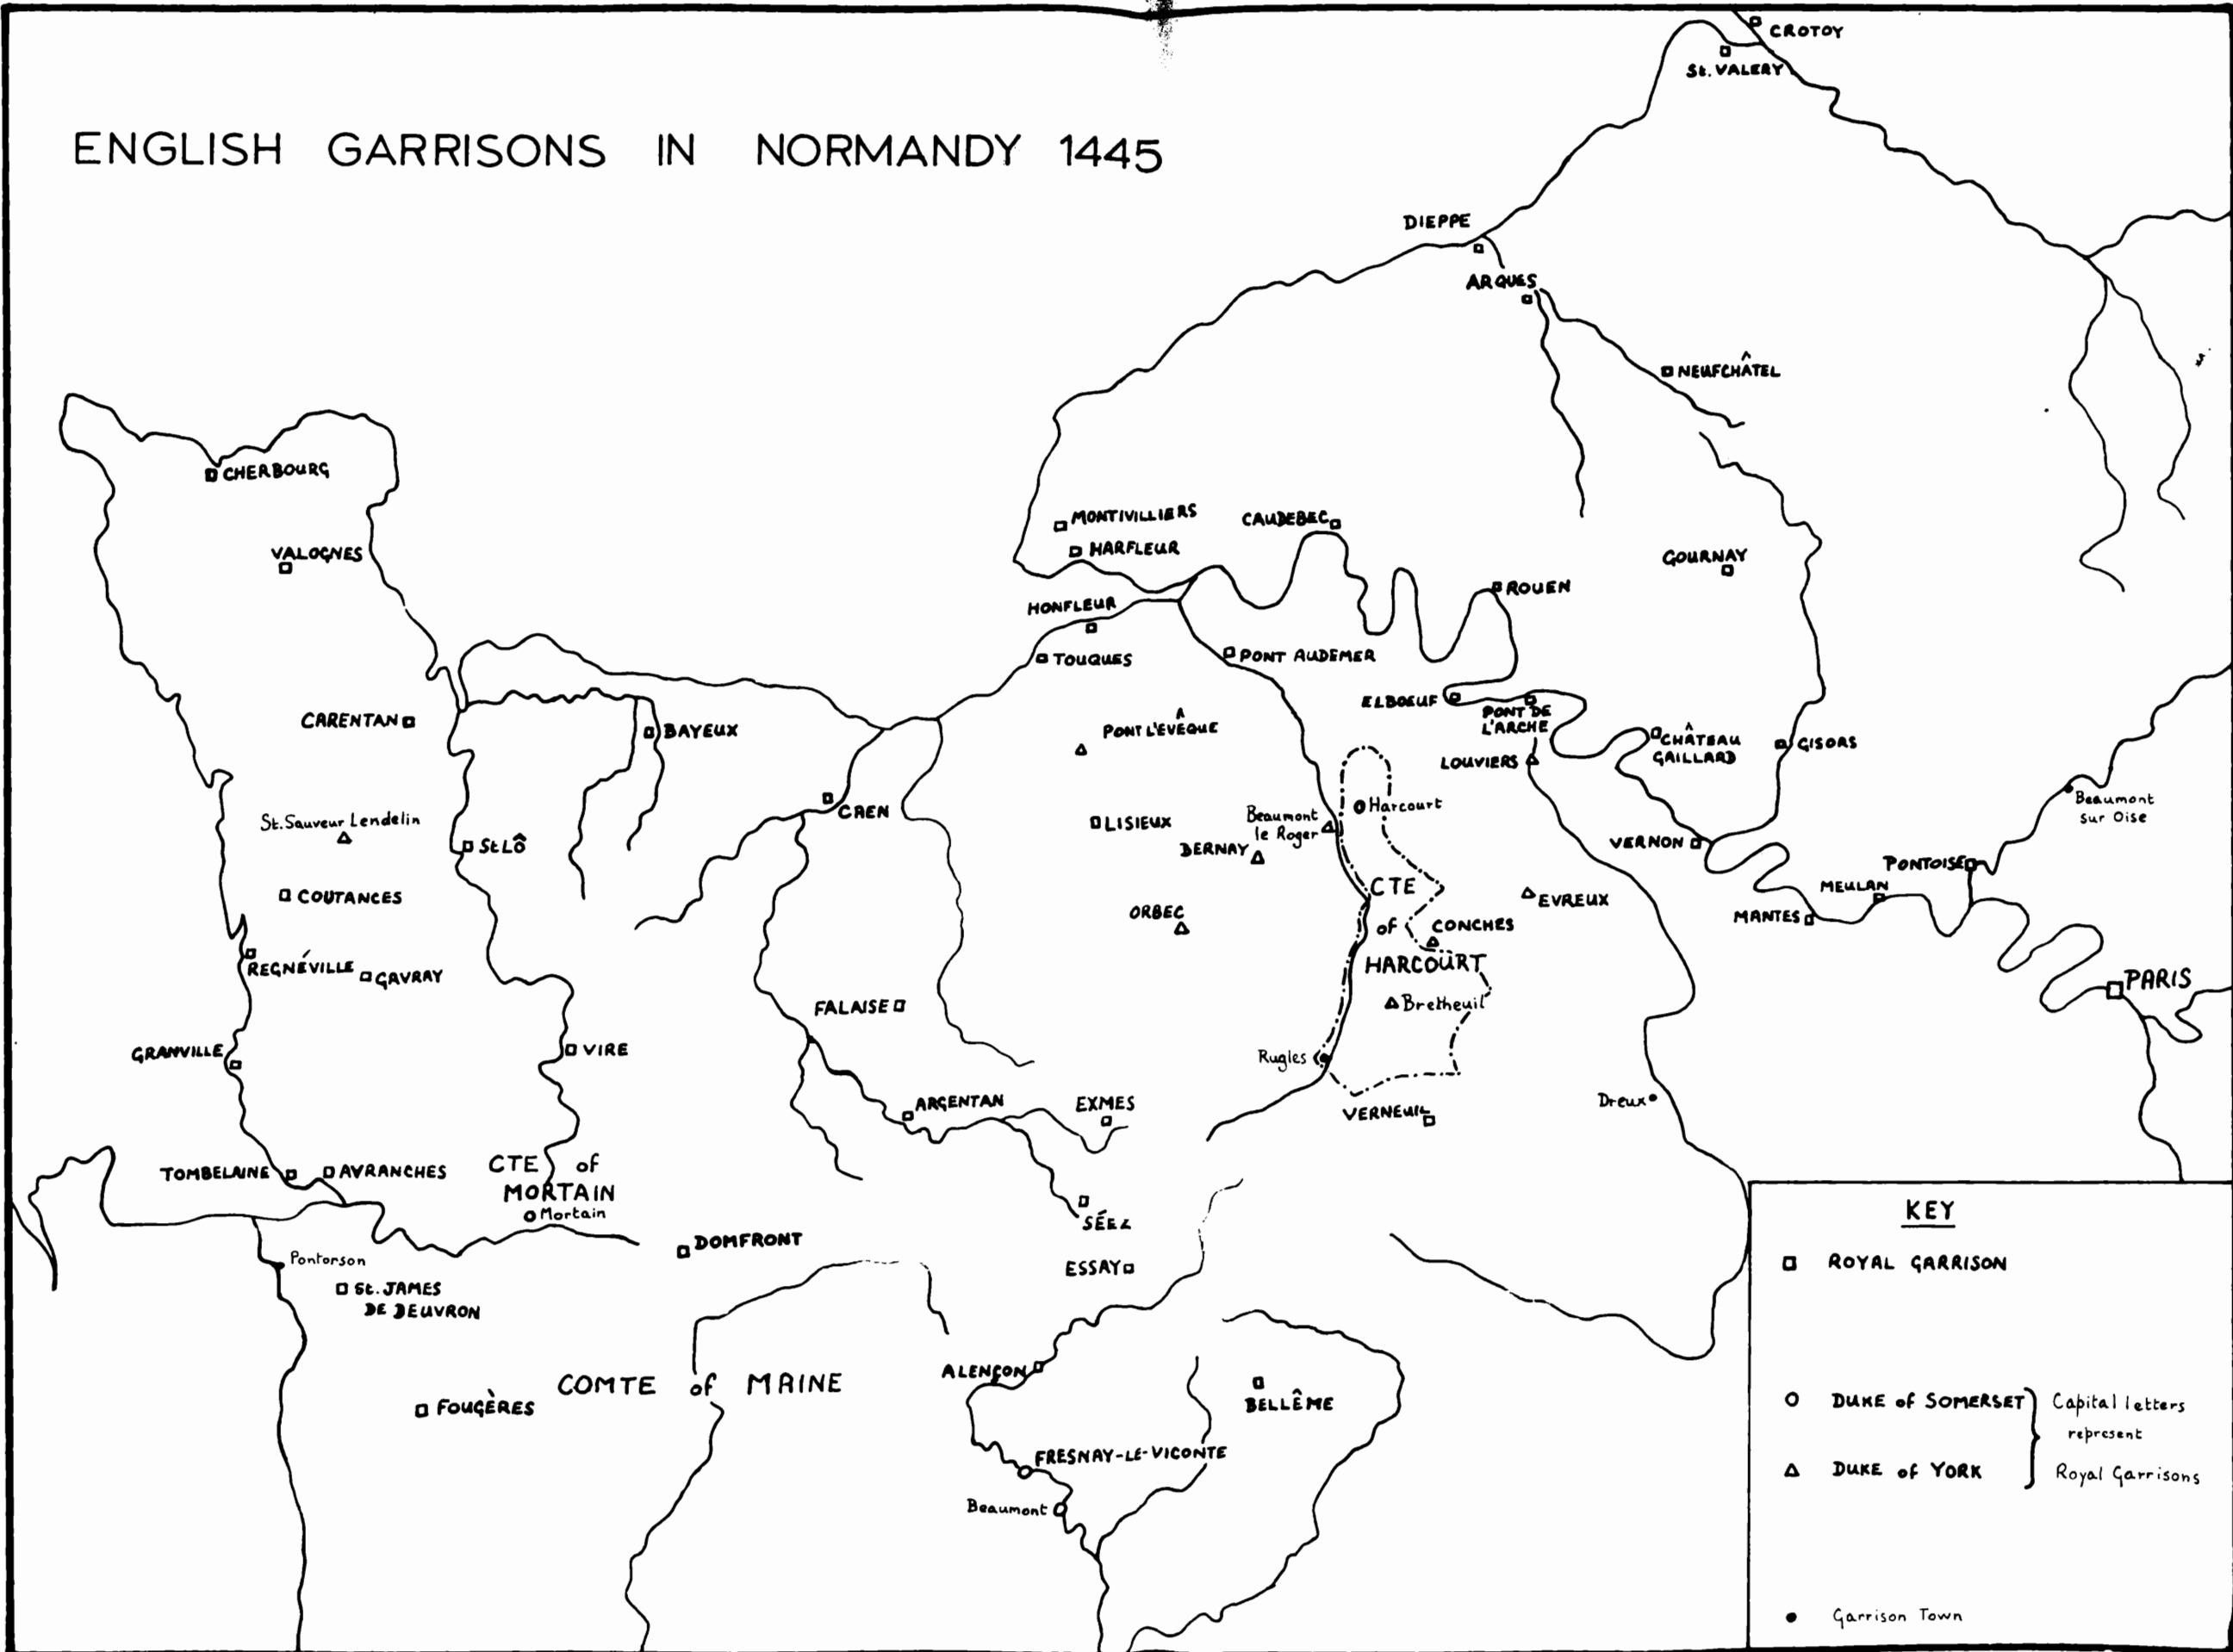 ENGLISH GARRISONS IN NORMANDY 1445
CROTOY
St. VALERY
DIEPPE
ARQUES
NEUFCHÂTEL
CHERBOURG
VALOGNES
MONTIVILLIERS
HARFLEUR
CAUDEBEC
GOURNAY
ROUEN
HONFLEUR
TOUQUES
PONT AUDEMER
ELBOEUF
PONT DE
L'ARCHE
CARENTAN
BAYEUX
PONT L'EVÊQUE
LOUVIERS
CHÂTEAU
GAILLARD
GISORS
CAEN
Harcourt
Beaumont
sur Oise
St. Sauveur Lendelin
St Lô
LISIEUX
Beaumont
le Roger
BERNAY
VERNON
PONTOISE
MEULAN
MANTES
COUTANCES
ORBEC
CTE
of
HARCOURT
CONCHES
EVREUX
REGNÉVILLE
GAVRAY
FALAISE
Bretheuil
PARIS
GRANVILLE
VIRE
Rugles
ARGENTAN
EXMES
VERNEUIL
Dreux
TOMBELAINE
AVRANCHES
CTE of
MORTAIN
Mortain
SÉEZ
DOMFRONT
Pontorson
St. JAMES
DE BEUVRON
ESSAY
ALENÇON
COMTE of MAINE
FOUGÈRES
BELLÊME
FRESNAY-LE-VICONTE
Beaumont
KEY
ROYAL GARRISON
DUKE of SOMERSET
DUKE of YORK
Capital letters
represent
Royal Garrisons
Garrison Town